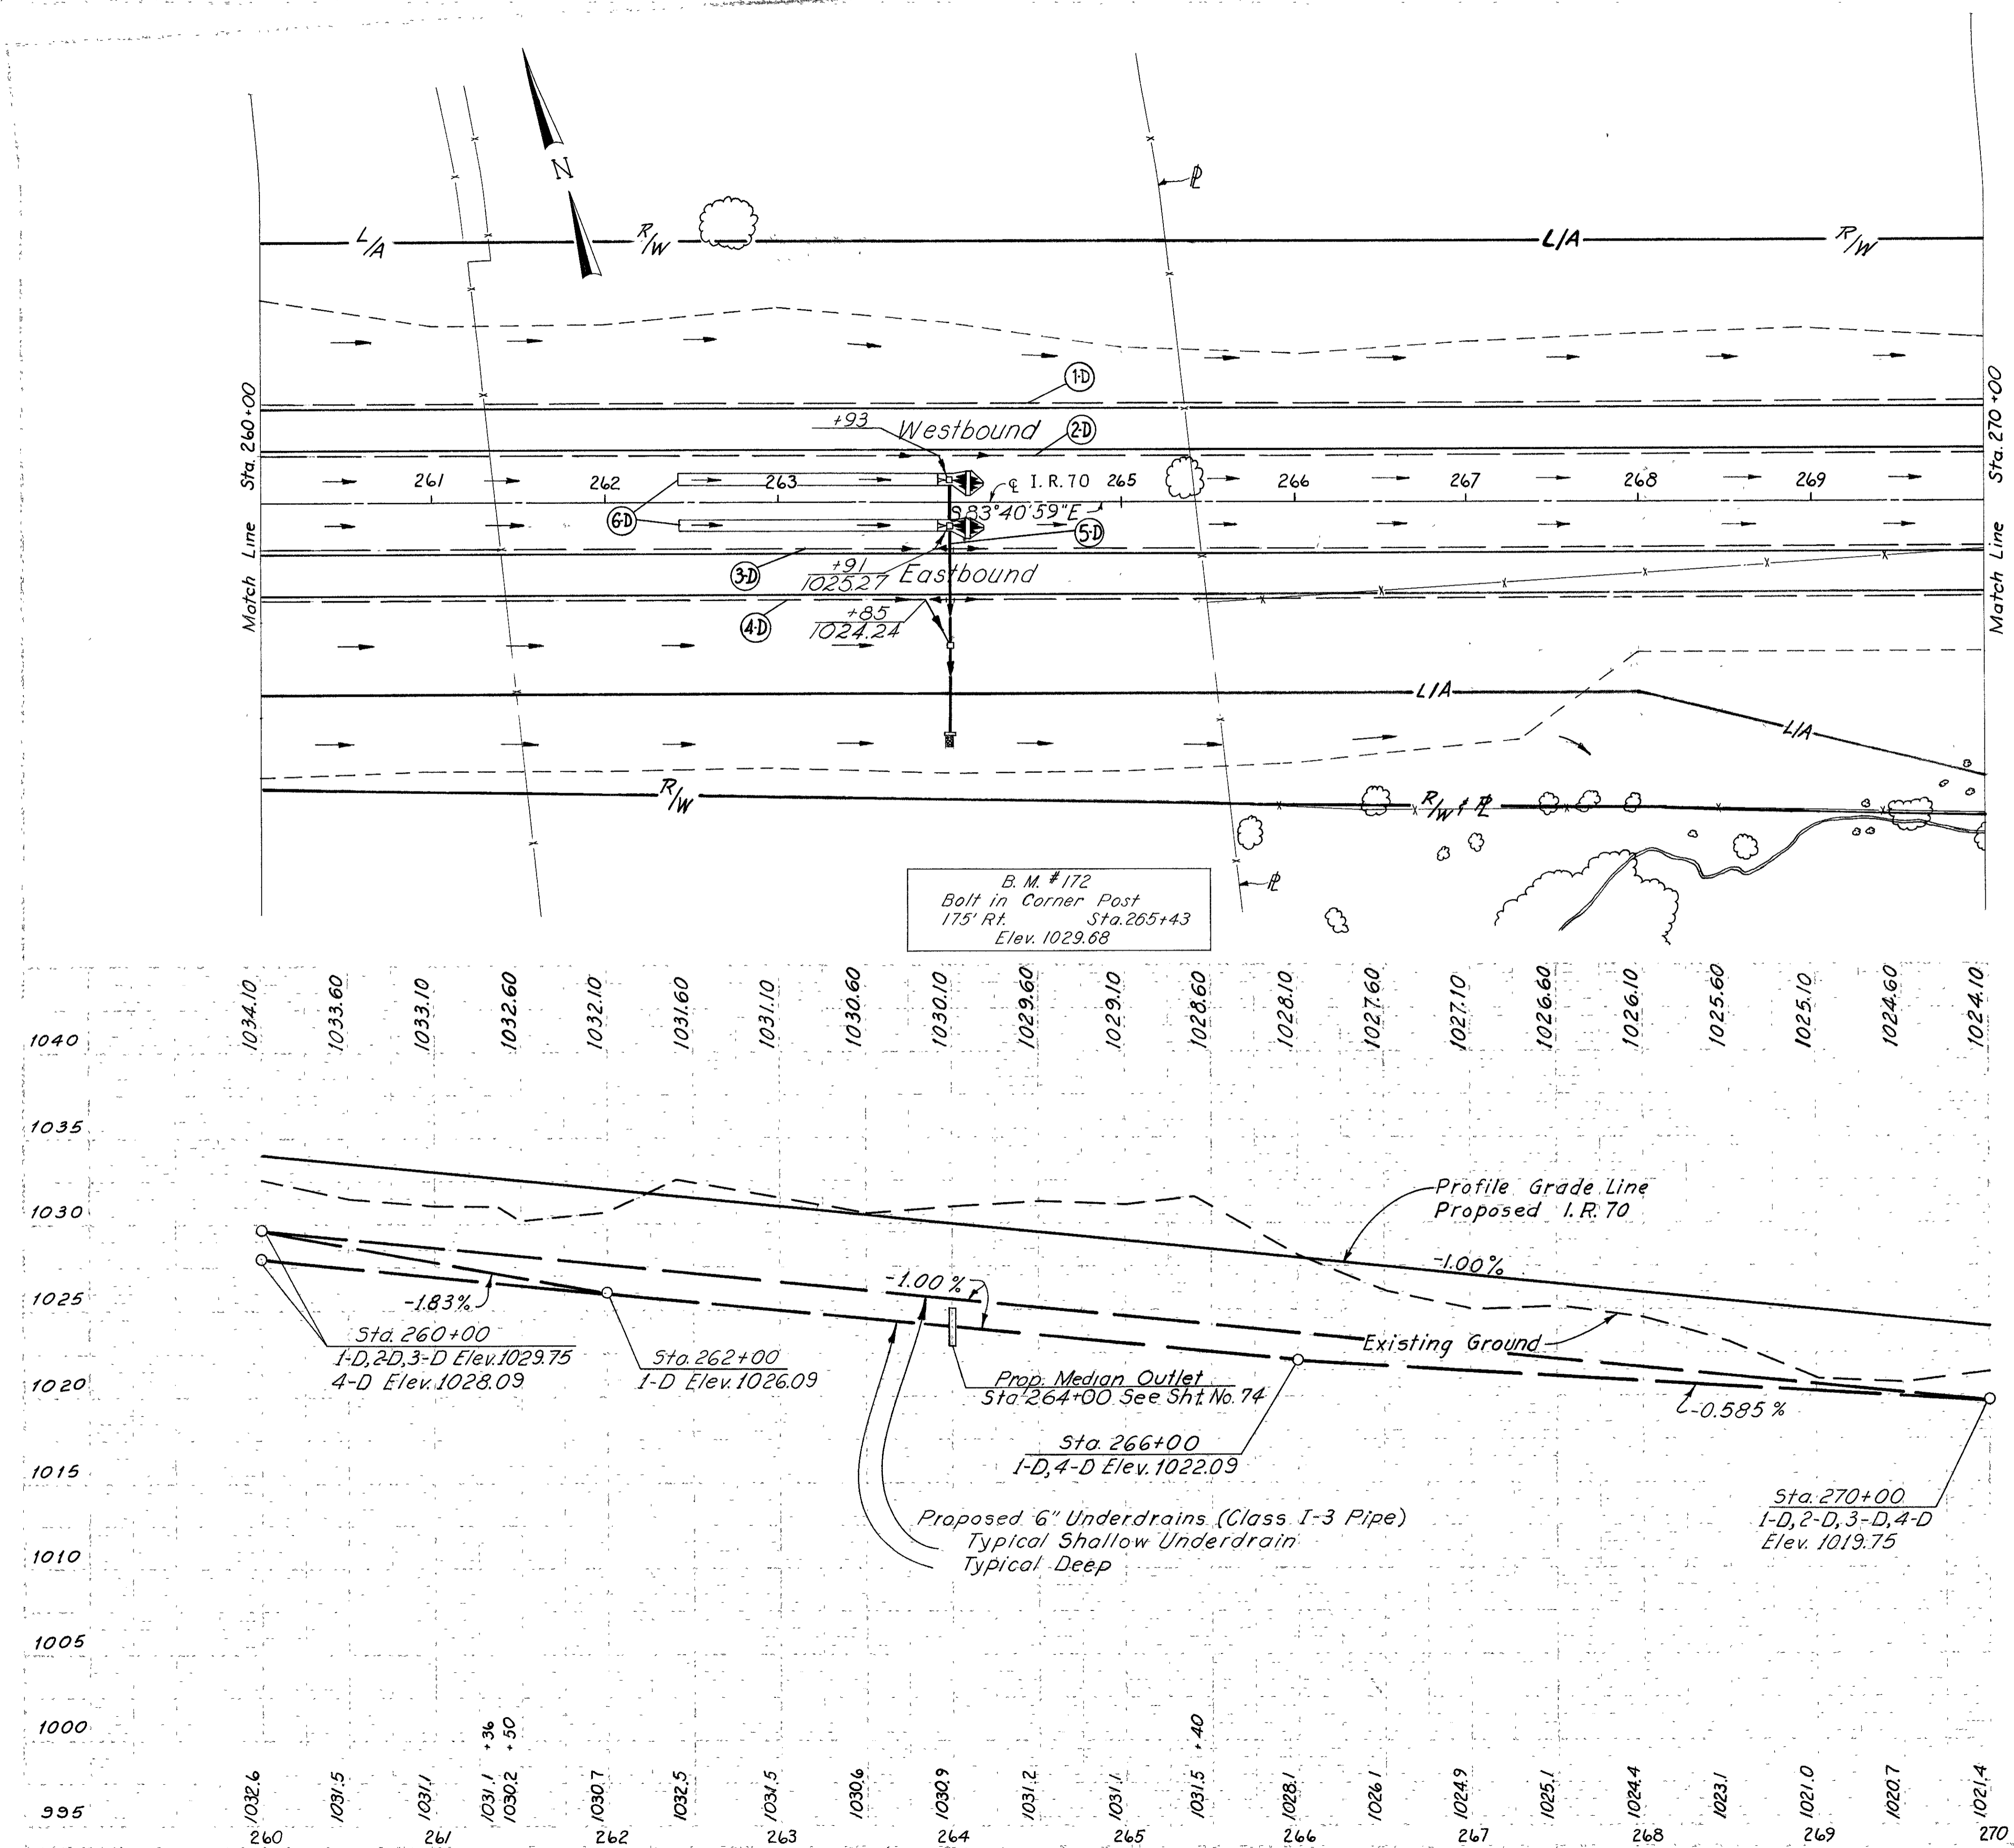 N
L/A
R/W
P̸L
L/A
R/W
Match Line Sta. 260+00
Match Line Sta. 270+00
1-D
+93
Westbound
2-D
261
262
263
℄ I.R. 70
265
266
267
268
269
S 83°40'59"E
6-D
5-D
3-D
+91
1025.27
Eastbound
4-D
+85
1024.24
L/A
L/A
R/W
R/W & P̸L
P̸L
B. M. #172
Bolt in Corner Post
175' Rt. Sta. 265+43
Elev. 1029.68
1034.10 1033.60 1033.10 1032.60 1032.10 1031.60 1031.10 1030.60 1030.10 1029.60 1029.10 1028.60 1028.10 1027.60 1027.10 1026.60 1026.10 1025.60 1025.10 1024.60 1024.10
1040
1035
1030
1025
1020
1015
1010
1005
1000
995
Profile Grade Line
Proposed I.R. 70
-1.00%
-1.00%
-1.83%
Existing Ground
-0.585%
Sta. 260+00
1-D, 2-D, 3-D Elev. 1029.75
4-D Elev. 1028.09
Sta. 262+00
1-D Elev. 1026.09
Prop. Median Outlet
Sta. 264+00 See Sht. No. 74
Sta. 266+00
1-D, 4-D Elev. 1022.09
Proposed 6" Underdrains (Class I-3 Pipe)
Typical Shallow Underdrain
Typical Deep
Sta. 270+00
1-D, 2-D, 3-D, 4-D
Elev. 1019.75
+36 +50 +40
1032.6 1031.5 1031.1 1031.1 1030.2 1030.7 1032.5 1031.5 1030.6 1030.9 1031.2 1031.1 1031.5 1028.1 1026.1 1024.9 1025.1 1024.4 1023.1 1021.0 1020.7 1021.4
260 261 262 263 264 265 266 267 268 269 270